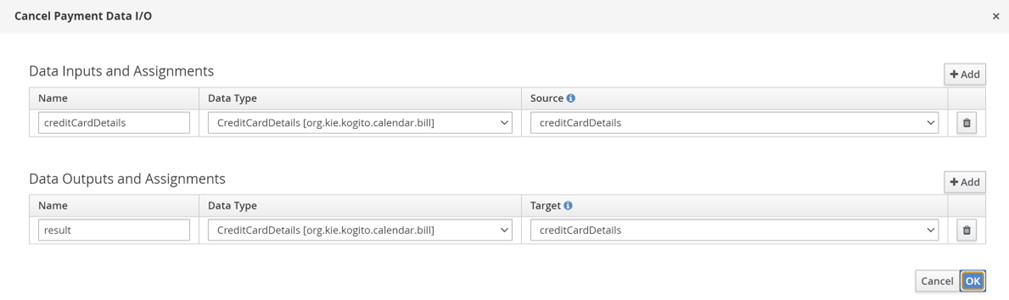 Cancel Payment Data I/O ×
Data Inputs and Assignments
+ Add
Name Data Type Source
creditCardDetails CreditCardDetails [org.kie.kogito.calendar.bill] creditCardDetails
Data Outputs and Assignments
+ Add
Name Data Type Target
result CreditCardDetails [org.kie.kogito.calendar.bill] creditCardDetails
Cancel OK